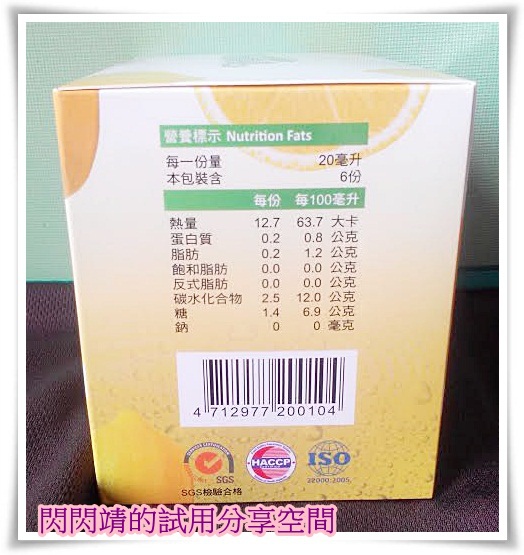 營養標示 Nutrition Fats
每一份量 20毫升
本包裝含 6份
每份 每100毫升
熱量 12.7 63.7 大卡
蛋白質 0.2 0.8 公克
脂肪 0.2 1.2 公克
飽和脂肪 0.0 0.0 公克
反式脂肪 0.0 0.0 公克
碳水化合物 2.5 12.0 公克
糖 1.4 6.9 公克
鈉 0 0 毫克
4 712977 200104
SGS
HACCP
ISO
22000:2005
SGS檢驗合格
閃閃靖的試用分享空間